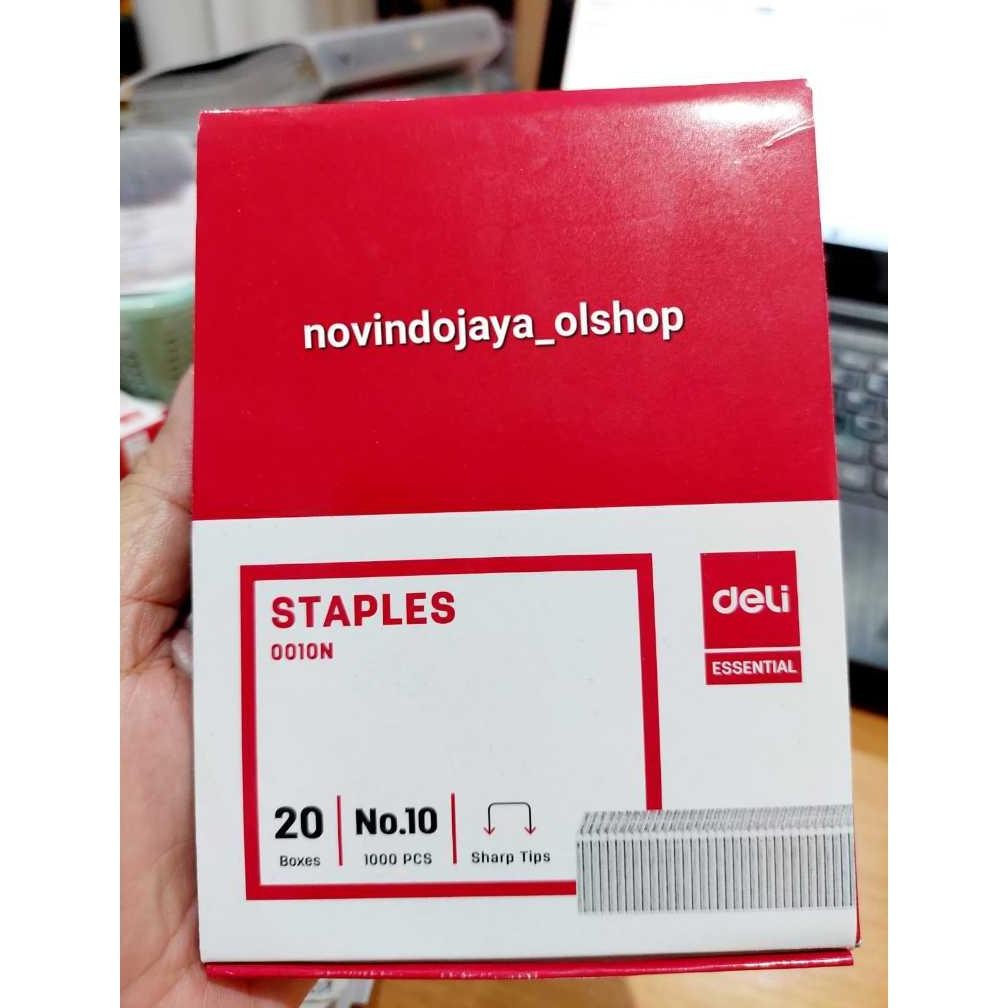 novindojaya_olshop
STAPLES
0010N
deli
ESSENTIAL
20
Boxes
No.10
1000 PCS
Sharp Tips